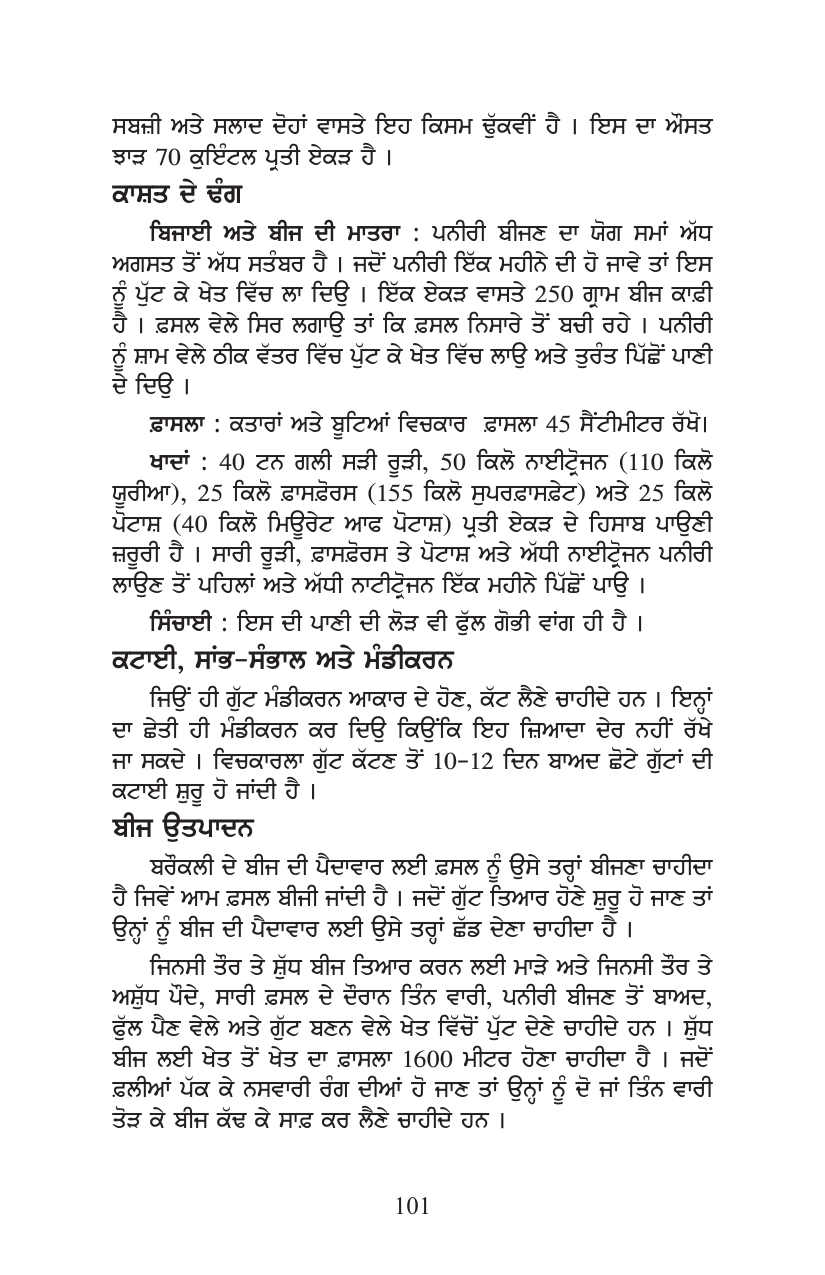 ਸਬਜ਼ੀ ਅਤੇ ਸਲਾਦ ਦੋਹਾਂ ਵਾਸਤੇ ਇਹ ਕਿਸਮ ਢੁੱਕਵੀਂ ਹੈ । ਇਸ ਦਾ ਔਸਤ
ਝਾੜ 70 ਕੁਇੰਟਲ ਪ੍ਰਤੀ ਏਕੜ ਹੈ ।
ਕਾਸ਼ਤ ਦੇ ਢੰਗ
ਬਿਜਾਈ ਅਤੇ ਬੀਜ ਦੀ ਮਾਤਰਾ : ਪਨੀਰੀ ਬੀਜਣ ਦਾ ਯੋਗ ਸਮਾਂ ਅੱਧ
ਅਗਸਤ ਤੋਂ ਅੱਧ ਸਤੰਬਰ ਹੈ । ਜਦੋਂ ਪਨੀਰੀ ਇੱਕ ਮਹੀਨੇ ਦੀ ਹੋ ਜਾਵੇ ਤਾਂ ਇਸ
ਨੂੰ ਪੁੱਟ ਕੇ ਖੇਤ ਵਿੱਚ ਲਾ ਦਿਉ । ਇੱਕ ਏਕੜ ਵਾਸਤੇ 250 ਗ੍ਰਾਮ ਬੀਜ ਕਾਫ਼ੀ
ਹੈ । ਫ਼ਸਲ ਵੇਲੇ ਸਿਰ ਲਗਾਉ ਤਾਂ ਕਿ ਫ਼ਸਲ ਨਿਸਾਰੇ ਤੋਂ ਬਚੀ ਰਹੇ । ਪਨੀਰੀ
ਨੂੰ ਸ਼ਾਮ ਵੇਲੇ ਠੀਕ ਵੱਤਰ ਵਿੱਚ ਪੁੱਟ ਕੇ ਖੇਤ ਵਿੱਚ ਲਾਉ ਅਤੇ ਤੁਰੰਤ ਪਿੱਛੋਂ ਪਾਣੀ
ਦੇ ਦਿਉ ।
ਫ਼ਾਸਲਾ : ਕਤਾਰਾਂ ਅਤੇ ਬੂਟਿਆਂ ਵਿਚਕਾਰ ਫ਼ਾਸਲਾ 45 ਸੈਂਟੀਮੀਟਰ ਰੱਖੋ।
ਖਾਦਾਂ : 40 ਟਨ ਗਲੀ ਸੜੀ ਰੂੜੀ, 50 ਕਿਲੋ ਨਾਈਟ੍ਰੋਜਨ (110 ਕਿਲੋ
ਯੂਰੀਆ), 25 ਕਿਲੋ ਫ਼ਾਸਫ਼ੋਰਸ (155 ਕਿਲੋ ਸੁਪਰਫ਼ਾਸਫ਼ੇਟ) ਅਤੇ 25 ਕਿਲੋ
ਪੋਟਾਸ਼ (40 ਕਿਲੋ ਮਿਊਰੇਟ ਆਫ ਪੋਟਾਸ਼) ਪ੍ਰਤੀ ਏਕੜ ਦੇ ਹਿਸਾਬ ਪਾਉਣੀ
ਜ਼ਰੂਰੀ ਹੈ । ਸਾਰੀ ਰੂੜੀ, ਫ਼ਾਸਫ਼ੋਰਸ ਤੇ ਪੋਟਾਸ਼ ਅਤੇ ਅੱਧੀ ਨਾਈਟ੍ਰੋਜਨ ਪਨੀਰੀ
ਲਾਉਣ ਤੋਂ ਪਹਿਲਾਂ ਅਤੇ ਅੱਧੀ ਨਾਟੀਟ੍ਰੋਜਨ ਇੱਕ ਮਹੀਨੇ ਪਿੱਛੋਂ ਪਾਉ ।
ਸਿੰਚਾਈ : ਇਸ ਦੀ ਪਾਣੀ ਦੀ ਲੋੜ ਵੀ ਫੁੱਲ ਗੋਭੀ ਵਾਂਗ ਹੀ ਹੈ ।
ਕਟਾਈ, ਸਾਂਭ-ਸੰਭਾਲ ਅਤੇ ਮੰਡੀਕਰਨ
ਜਿਉਂ ਹੀ ਗੁੱਟ ਮੰਡੀਕਰਨ ਆਕਾਰ ਦੇ ਹੋਣ, ਕੱਟ ਲੈਣੇ ਚਾਹੀਦੇ ਹਨ । ਇਨ੍ਹਾਂ
ਦਾ ਛੇਤੀ ਹੀ ਮੰਡੀਕਰਨ ਕਰ ਦਿਉ ਕਿਉਂਕਿ ਇਹ ਜ਼ਿਆਦਾ ਦੇਰ ਨਹੀਂ ਰੱਖੇ
ਜਾ ਸਕਦੇ । ਵਿਚਕਾਰਲਾ ਗੁੱਟ ਕੱਟਣ ਤੋਂ 10-12 ਦਿਨ ਬਾਅਦ ਛੋਟੇ ਗੁੱਟਾਂ ਦੀ
ਕਟਾਈ ਸ਼ੁਰੂ ਹੋ ਜਾਂਦੀ ਹੈ ।
ਬੀਜ ਉਤਪਾਦਨ
ਬਰੌਕਲੀ ਦੇ ਬੀਜ ਦੀ ਪੈਦਾਵਾਰ ਲਈ ਫ਼ਸਲ ਨੂੰ ਉਸੇ ਤਰ੍ਹਾਂ ਬੀਜਣਾ ਚਾਹੀਦਾ
ਹੈ ਜਿਵੇਂ ਆਮ ਫ਼ਸਲ ਬੀਜੀ ਜਾਂਦੀ ਹੈ । ਜਦੋਂ ਗੁੱਟ ਤਿਆਰ ਹੋਣੇ ਸ਼ੁਰੂ ਹੋ ਜਾਣ ਤਾਂ
ਉਨ੍ਹਾਂ ਨੂੰ ਬੀਜ ਦੀ ਪੈਦਾਵਾਰ ਲਈ ਉਸੇ ਤਰ੍ਹਾਂ ਛੱਡ ਦੇਣਾ ਚਾਹੀਦਾ ਹੈ ।
ਜਿਨਸੀ ਤੌਰ ਤੇ ਸ਼ੁੱਧ ਬੀਜ ਤਿਆਰ ਕਰਨ ਲਈ ਮਾੜੇ ਅਤੇ ਜਿਨਸੀ ਤੌਰ ਤੇ
ਅਸ਼ੁੱਧ ਪੌਦੇ, ਸਾਰੀ ਫ਼ਸਲ ਦੇ ਦੌਰਾਨ ਤਿੰਨ ਵਾਰੀ, ਪਨੀਰੀ ਬੀਜਣ ਤੋਂ ਬਾਅਦ,
ਫੁੱਲ ਪੈਣ ਵੇਲੇ ਅਤੇ ਗੁੱਟ ਬਣਨ ਵੇਲੇ ਖੇਤ ਵਿੱਚੋਂ ਪੁੱਟ ਦੇਣੇ ਚਾਹੀਦੇ ਹਨ । ਸ਼ੁੱਧ
ਬੀਜ ਲਈ ਖੇਤ ਤੋਂ ਖੇਤ ਦਾ ਫ਼ਾਸਲਾ 1600 ਮੀਟਰ ਹੋਣਾ ਚਾਹੀਦਾ ਹੈ । ਜਦੋਂ
ਫ਼ਲੀਆਂ ਪੱਕ ਕੇ ਨਸਵਾਰੀ ਰੰਗ ਦੀਆਂ ਹੋ ਜਾਣ ਤਾਂ ਉਨ੍ਹਾਂ ਨੂੰ ਦੋ ਜਾਂ ਤਿੰਨ ਵਾਰੀ
ਤੋੜ ਕੇ ਬੀਜ ਕੱਢ ਕੇ ਸਾਫ਼ ਕਰ ਲੈਣੇ ਚਾਹੀਦੇ ਹਨ ।
101